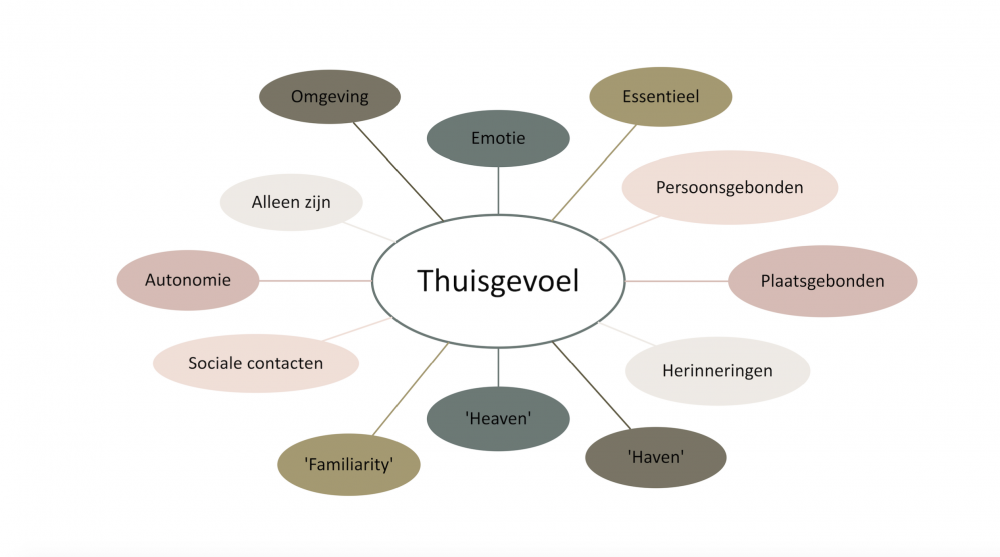 Omgeving
Essentieel
Emotie
Persoonsgebonden
Alleen zijn
Autonomie
Thuisgevoel
Plaatsgebonden
Sociale contacten
Herinneringen
'Heaven'
'Familiarity'
'Haven'